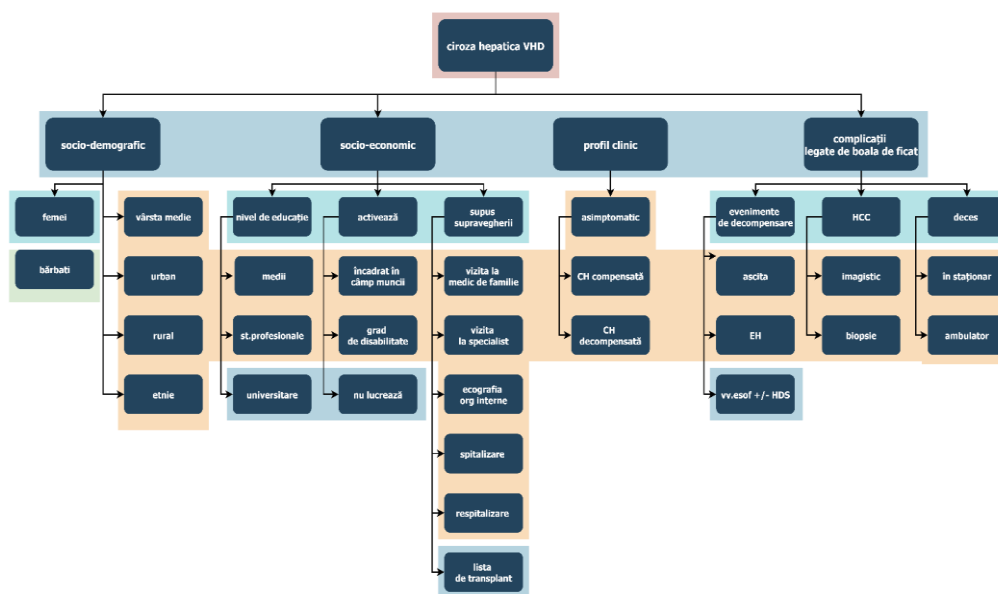 ciroza hepatica VHD
socio-demografic
socio-economic
profil clinic
complicații
legate de boala de ficat
femei
vârsta medie
nivel de educație
activează
supus
supravegherii
asimptomatic
evenimente
de decompensare
HCC
deces
bărbati
urban
medii
încadrat în
câmp muncii
vizita la
medic de familie
CH compensată
ascita
imagistic
in staționar
rural
st.profesionale
grad
de disabilitate
vizita
la specialist
CH
decompensată
EH
biopsie
ambulator
etnie
universitare
nu lucrează
ecografia
org interne
vv.esof +/- HDS
spitalizare
respitalizare
lista
de transplant